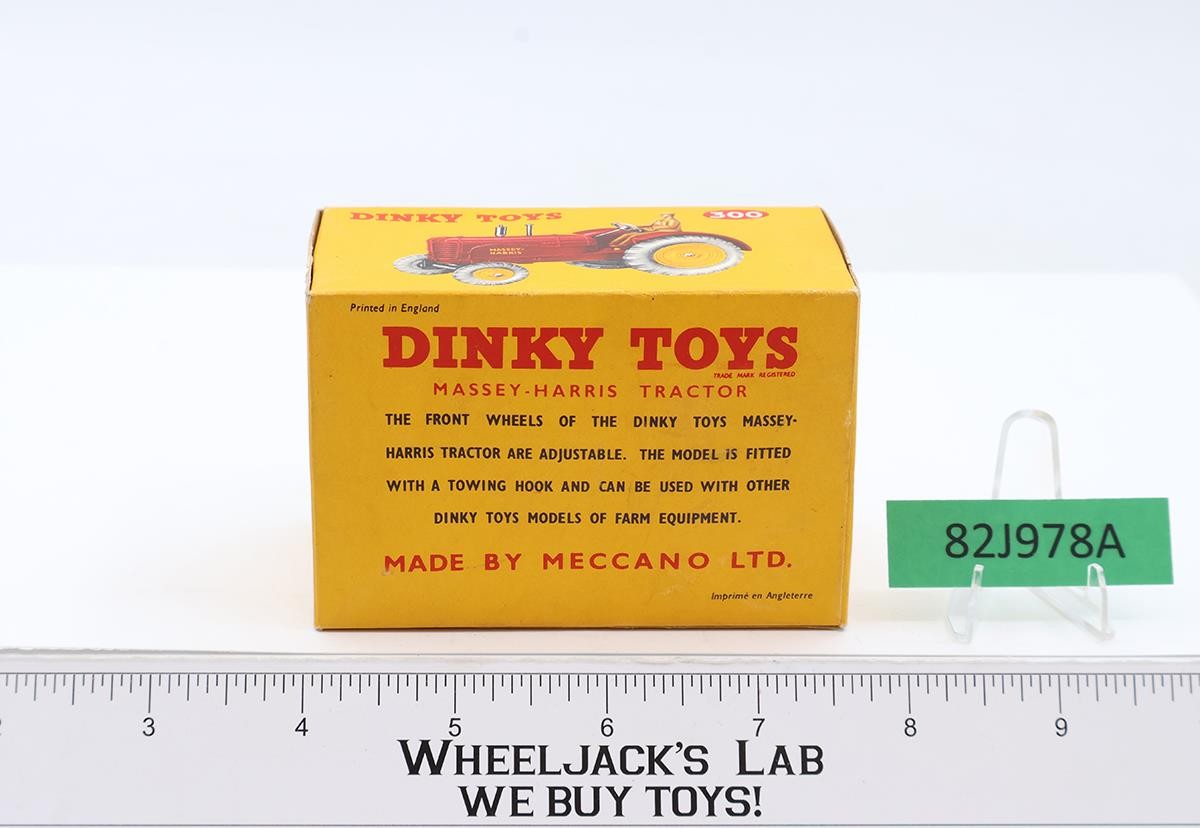 DINKY TOYS
300
MASSEY-
HARRIS
Printed in England
DINKY TOYS
TRADE MARK REGISTERED
MASSEY-HARRIS TRACTOR
THE FRONT WHEELS OF THE DINKY TOYS MASSEY-
HARRIS TRACTOR ARE ADJUSTABLE. THE MODEL IS FITTED
WITH A TOWING HOOK AND CAN BE USED WITH OTHER
DINKY TOYS MODELS OF FARM EQUIPMENT.
MADE BY MECCANO LTD.
Imprimé en Angleterre
82J978A
2 3 4 5 6 7 8 9
WHEELJACK'S LAB
WE BUY TOYS!